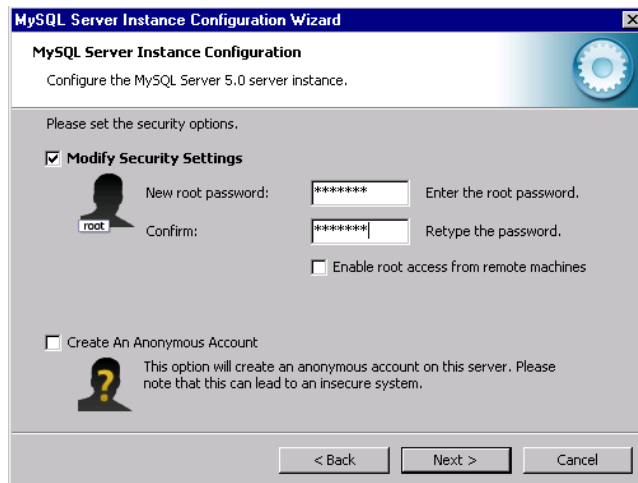 MySQL Server Instance Configuration Wizard
MySQL Server Instance Configuration
Configure the MySQL Server 5.0 server instance.
Please set the security options.
Modify Security Settings
New root password: ******* Enter the root password.
root
Confirm: ******* Retype the password.
Enable root access from remote machines
Create An Anonymous Account
This option will create an anonymous account on this server. Please
note that this can lead to an insecure system.
< Back Next > Cancel